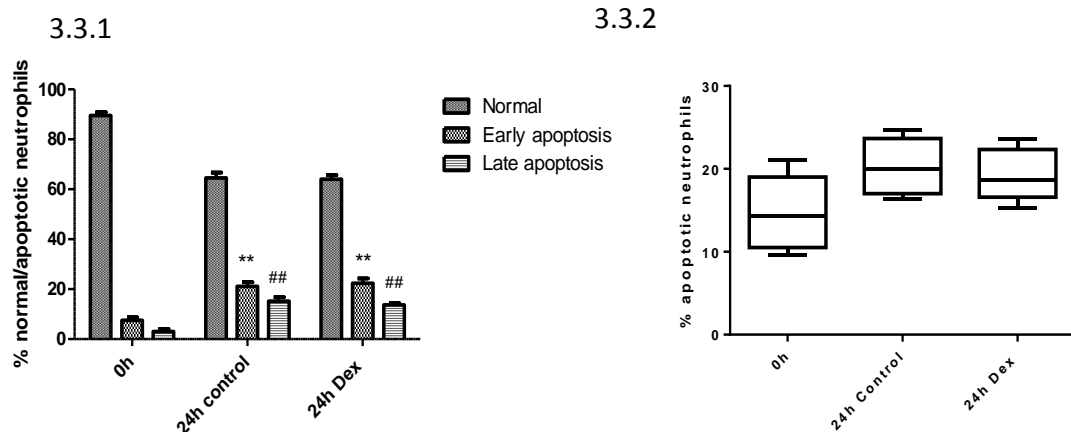 3.3.1
% normal/apoptotic neutrophils
100
80
60
40
20
0
**
##
**
##
0h
24h control
24h Dex
Normal
Early apoptosis
Late apoptosis
3.3.2
% apoptotic neutrophils
30
20
10
0
0h
24h Control
24h Dex